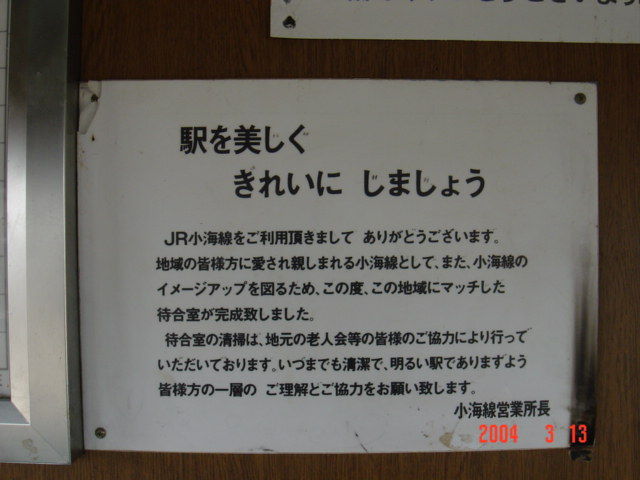 駅を美じぐ
ぎれいに じましょう
JR小海線をご利用頂きまして ありがとうございます。
地域の皆様方に愛され親しまれる小海線として、また、小海線の
イメージアップを図るため、この度、この地域にマッチした
待合室が完成致しました。
待合室の清掃は、地元の老人会等の皆様のご協力により行って
いただいております。いつまでも清潔で、明るい駅でありますよう
皆様方の一層の ご理解とご協力をお願い致します。
小海線営業所長
2004 3 13